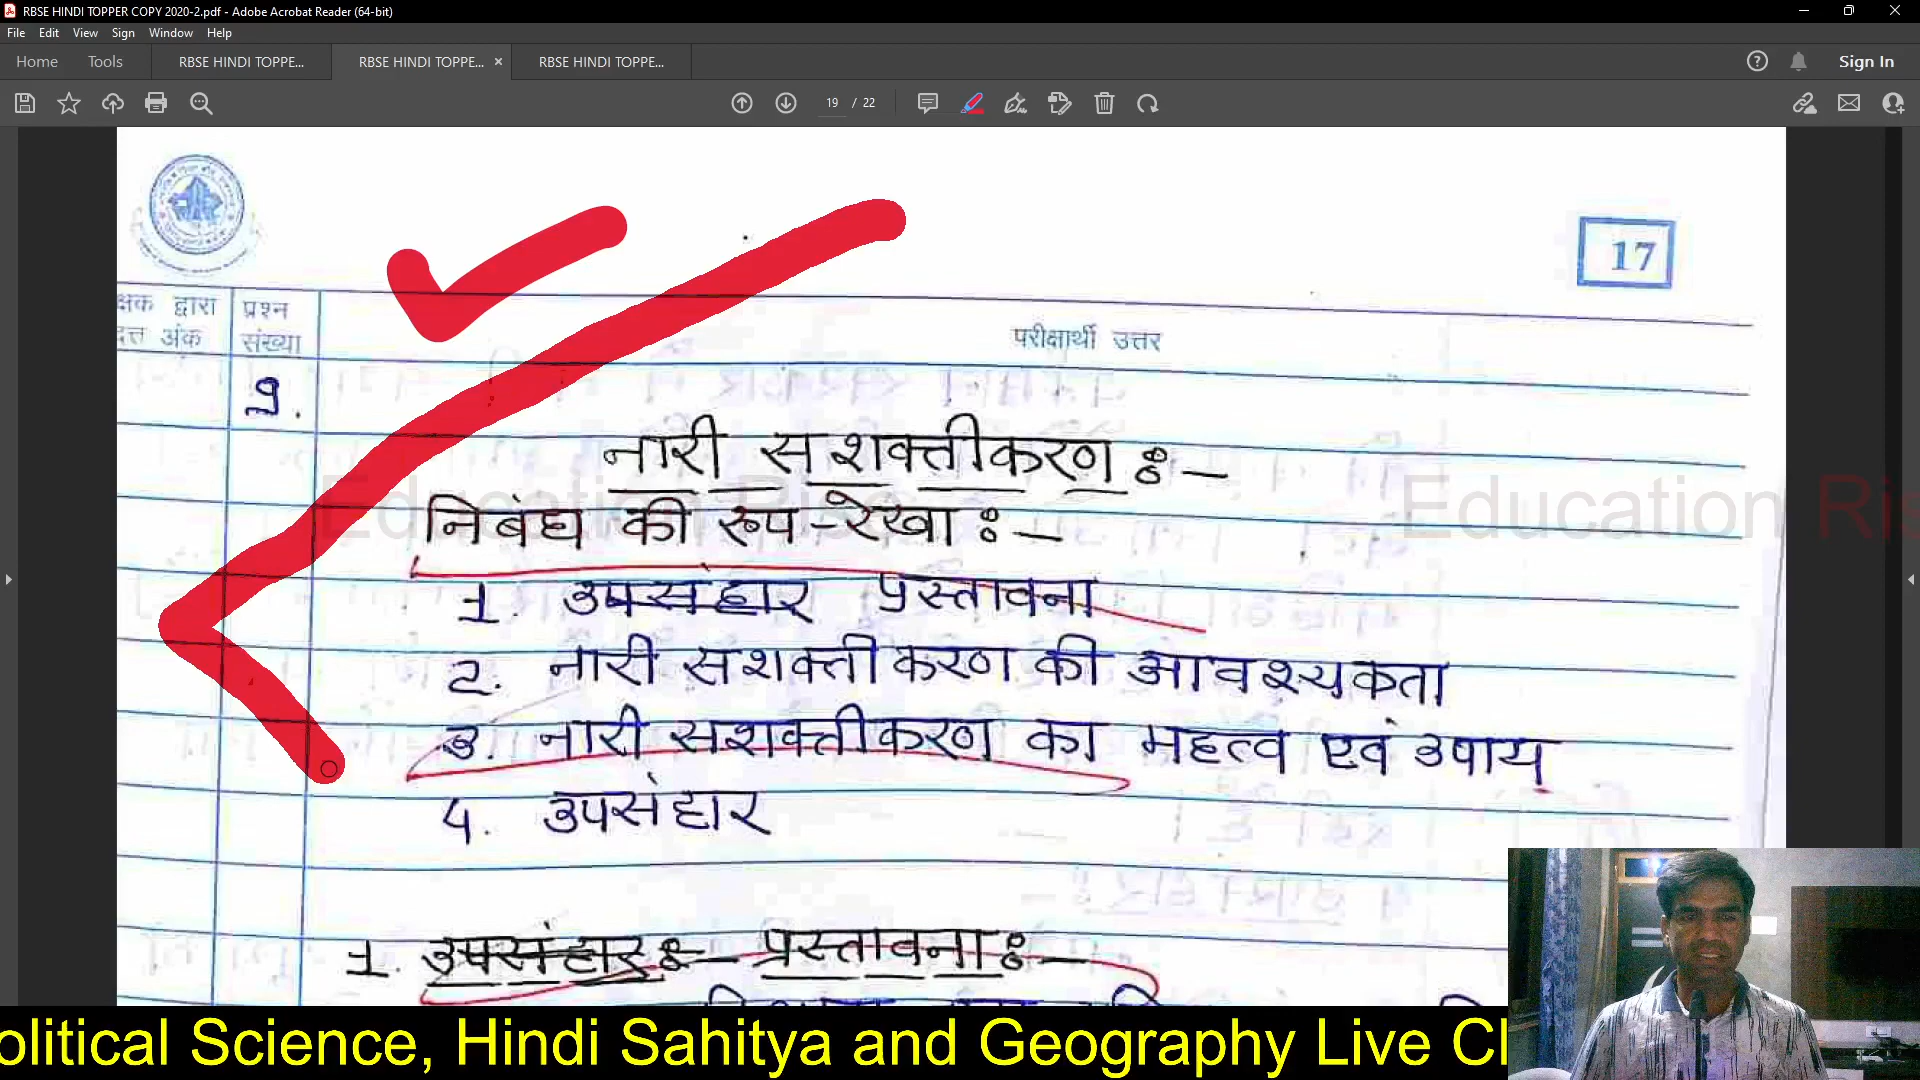 RBSE HINDI TOPPER COPY 2020-2.pdf - Adobe Acrobat Reader (64-bit)
File Edit View Sign Window Help
Home Tools RBSE HINDI TOPPE... RBSE HINDI TOPPE... × RBSE HINDI TOPPE... Sign In
19 / 22
17
क्षक द्वारा प्रश्न
त्त अंक संख्या परीक्षार्थी उत्तर
9.
नारी सशक्तीकरण :-
Education Ris
निबंध की रूप-रेखा :-
1. उपसंहार प्रस्तावना
2. नारी सशक्तीकरण की आवश्यकता
3. नारी सशक्तीकरण का महत्व एवं उपाय
4. उपसंहार
1. उपसंहार :- प्रस्तावना :-
olitical Science, Hindi Sahitya and Geography Live Cl